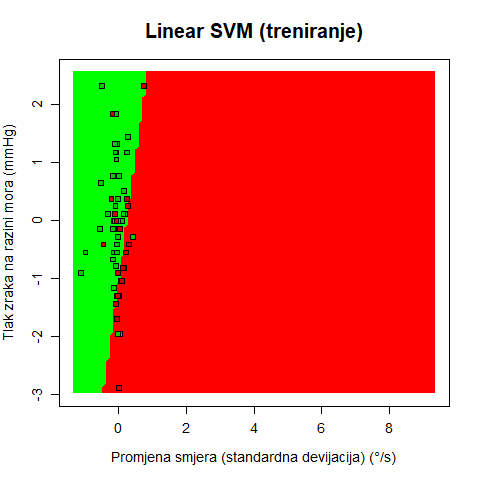 Linear SVM (treniranje)
Tlak zraka na razini mora (mmHg)
2
1
0
-1
-2
-3
0 2 4 6 8
Promjena smjera (standardna devijacija) (°/s)